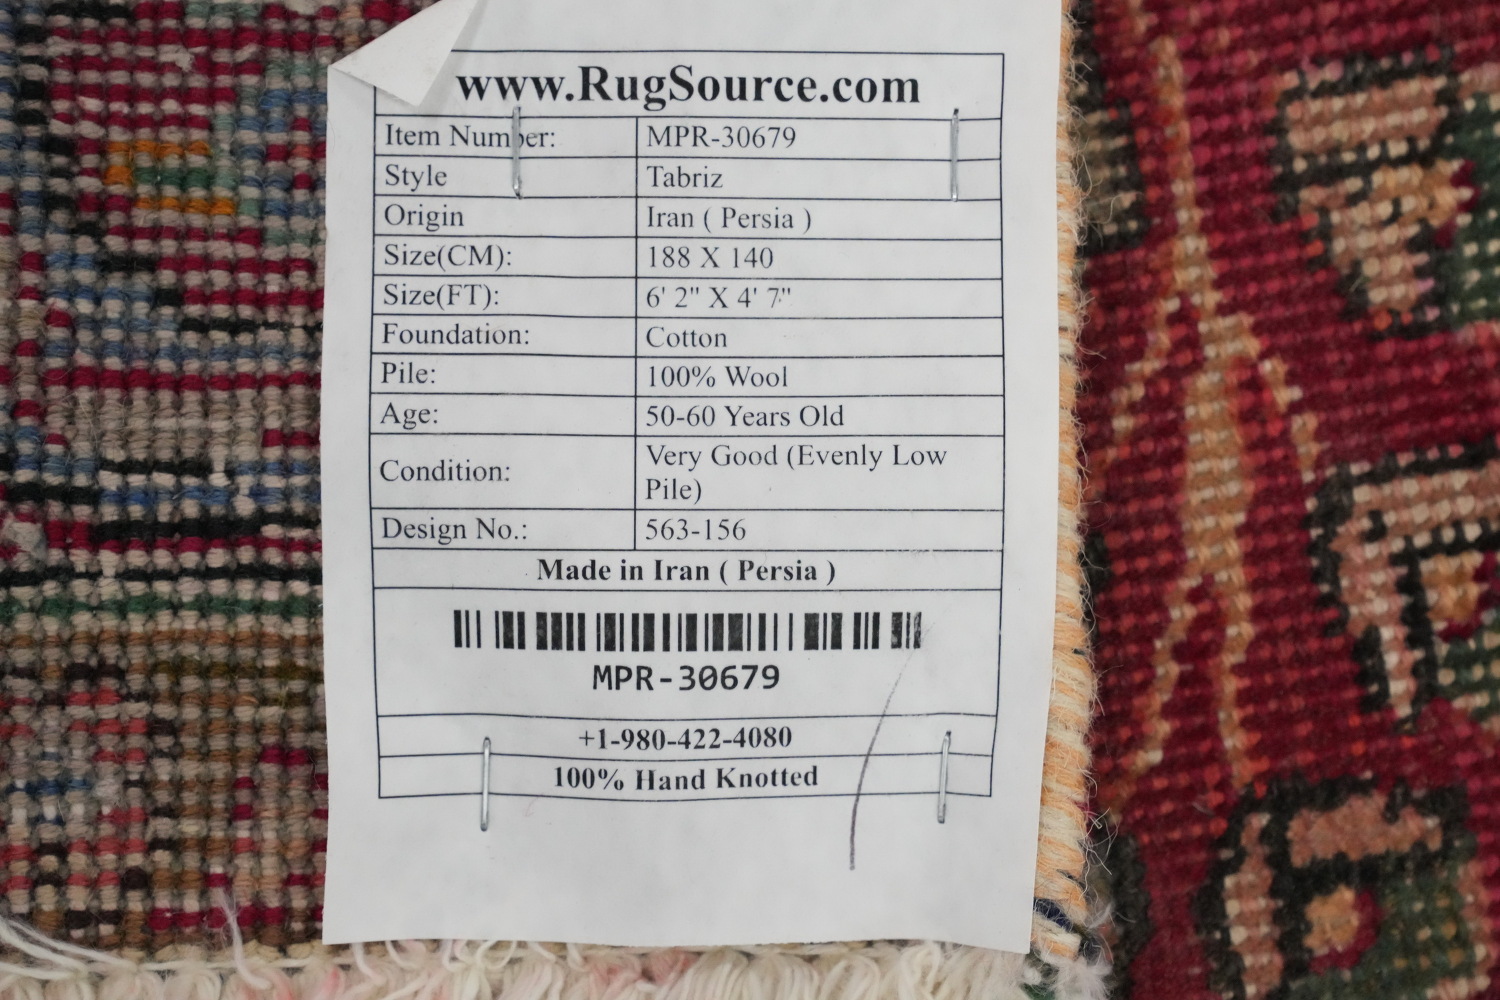 www.RugSource.com
Item Number: MPR-30679
Style Tabriz
Origin Iran ( Persia )
Size(CM): 188 X 140
Size(FT): 6' 2" X 4' 7"
Foundation: Cotton
Pile: 100% Wool
Age: 50-60 Years Old
Condition: Very Good (Evenly Low
Pile)
Design No.: 563-156
Made in Iran ( Persia )
MPR-30679
+1-980-422-4080
100% Hand Knotted